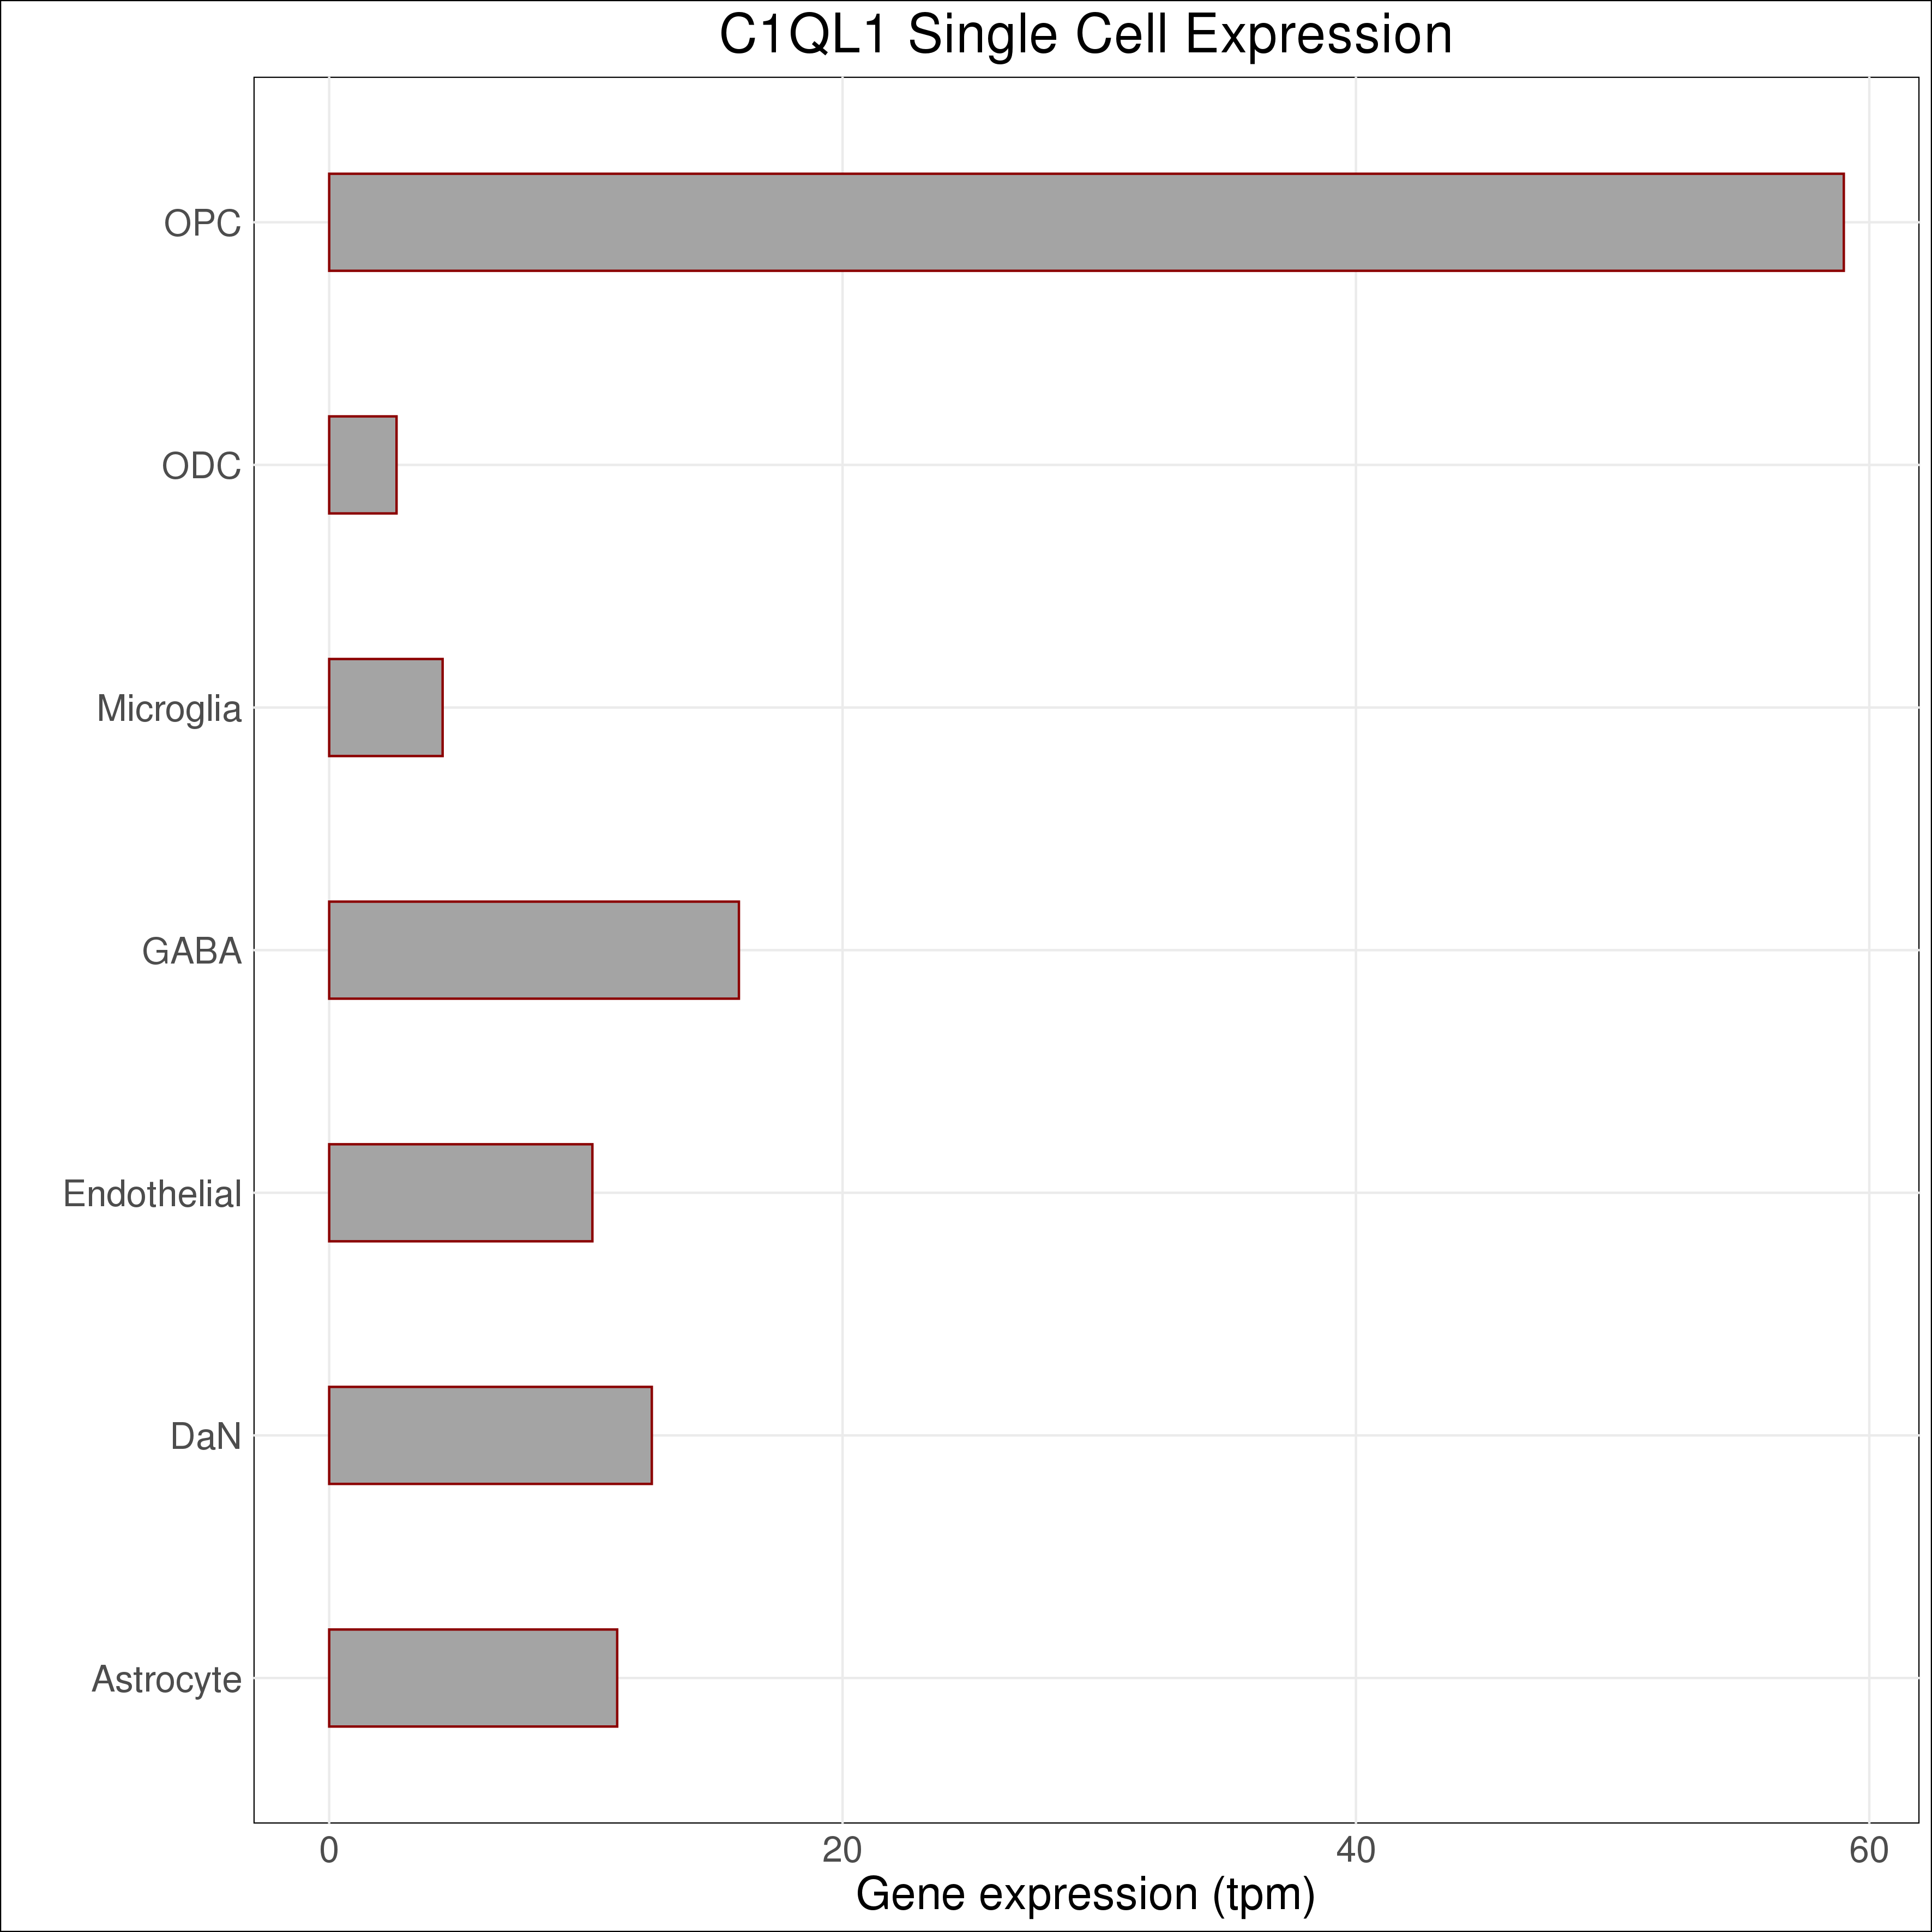 C1QL1 Single Cell Expression
OPC
ODC
Microglia
GABA
Endothelial
DaN
Astrocyte
0 20 40 60
Gene expression (tpm)